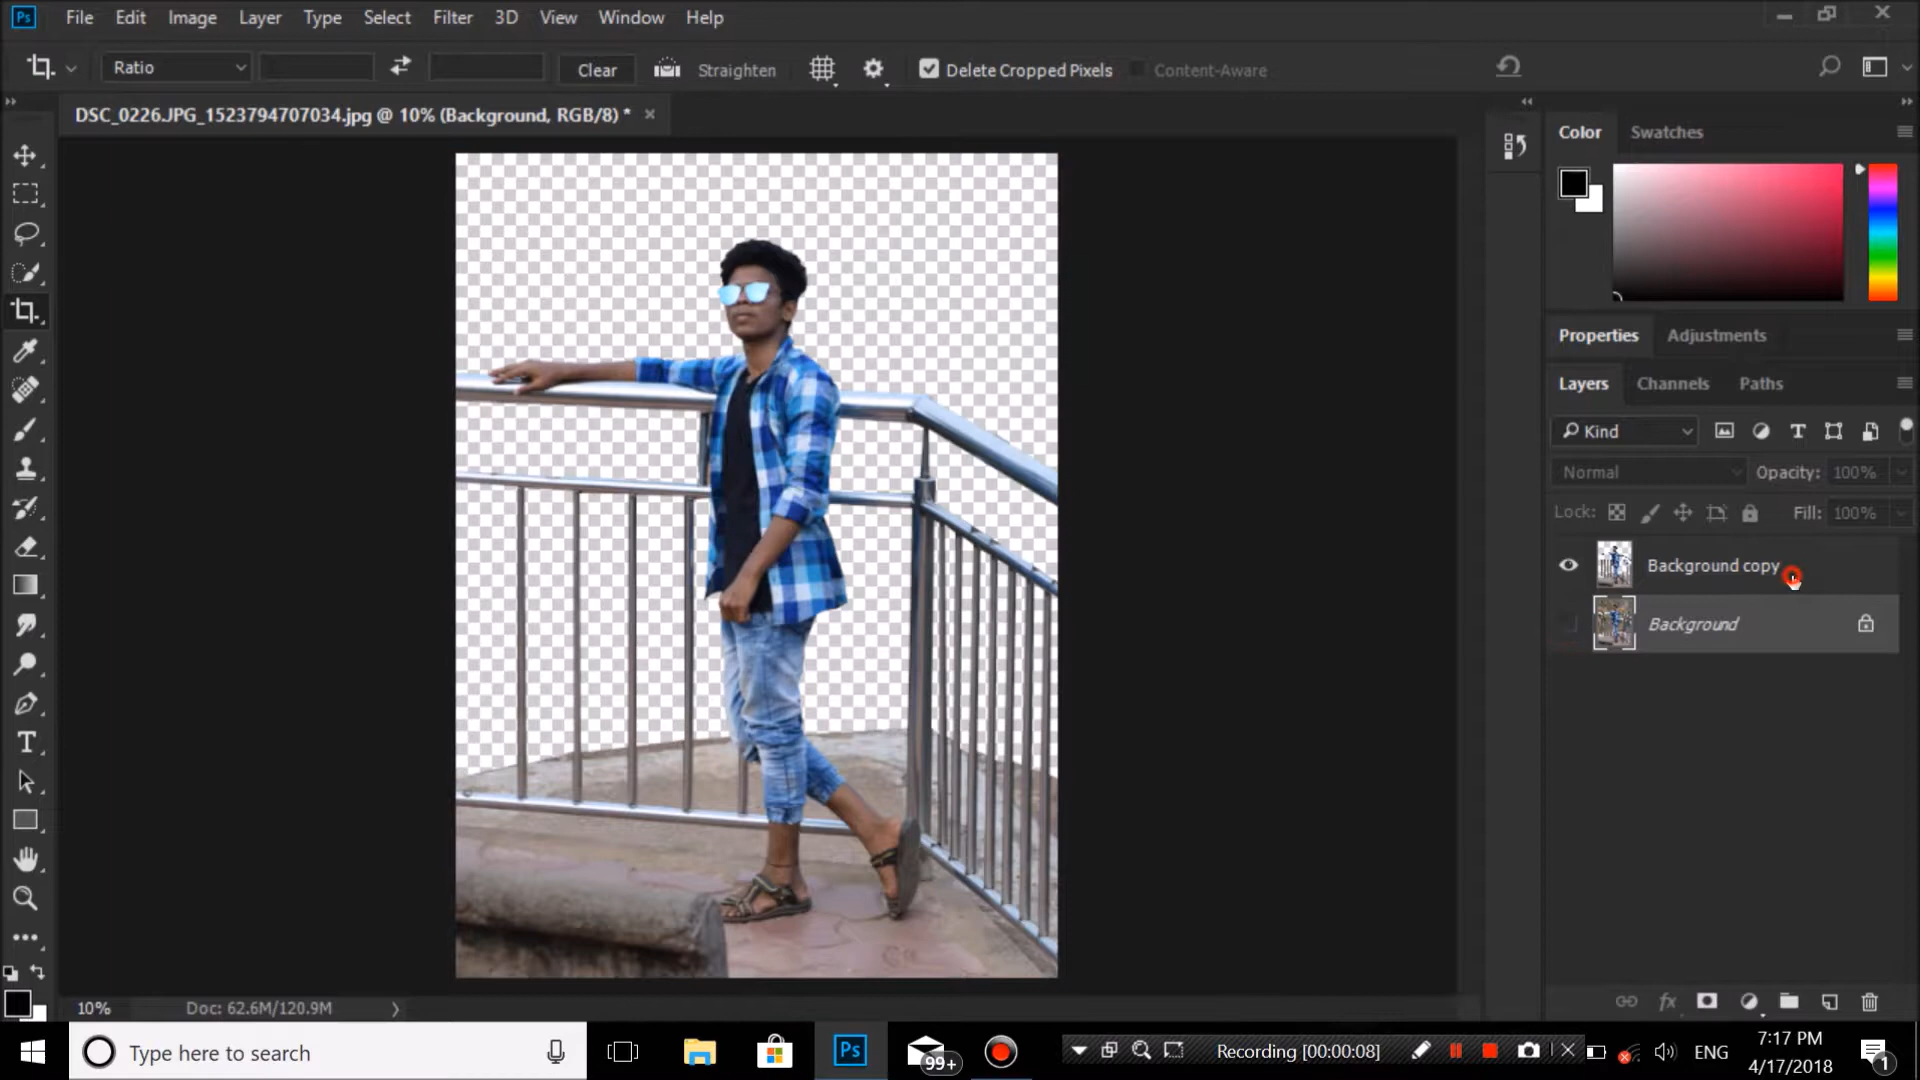 Ps File Edit Image Layer Type Select Filter 3D View Window Help
Ratio Clear Straighten Delete Cropped Pixels Content-Aware
DSC_0226.JPG_1523794707034.jpg @ 10% (Background, RGB/8) *
Color Swatches
Properties Adjustments
Layers Channels Paths
Kind
Normal Opacity: 100%
Lock: Fill: 100%
Background copy
Background
10% Doc: 62.6M/120.9M
Type here to search
Ps
99+
Recording [00:00:08]
ENG
7:17 PM
4/17/2018
1